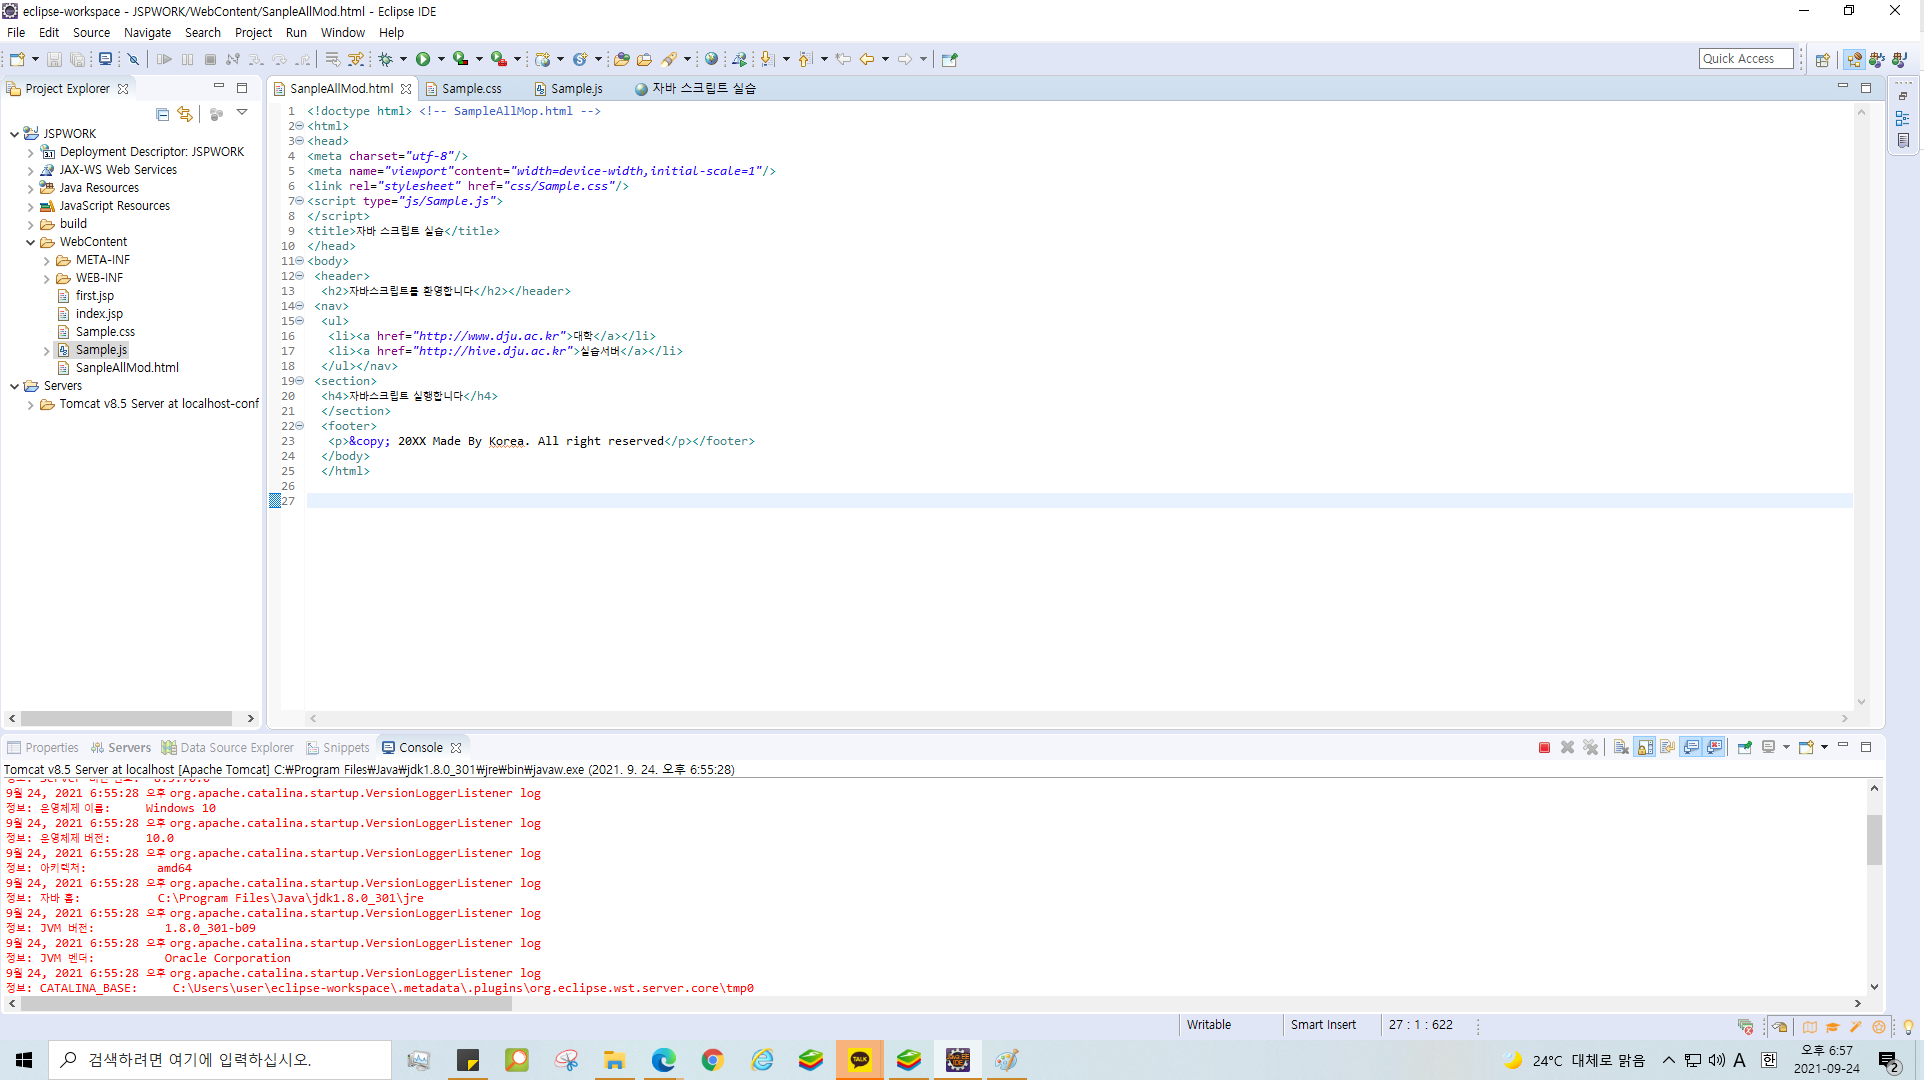 eclipse-workspace - JSPWORK/WebContent/SanpleAllMod.html - Eclipse IDE
File Edit Source Navigate Search Project Run Window Help
Quick Access
Project Explorer
JSPWORK
Deployment Descriptor: JSPWORK
JAX-WS Web Services
Java Resources
JavaScript Resources
build
WebContent
META-INF
WEB-INF
first.jsp
index.jsp
Sample.css
Sample.js
SanpleAllMod.html
Servers
Tomcat v8.5 Server at localhost-conf
SanpleAllMod.html Sample.css Sample.js 자바 스크립트 실습
1 <!doctype html> <!-- SampleAllMop.html -->
2 <html>
3 <head>
4 <meta charset="utf-8"/>
5 <meta name="viewport"content="width=device-width,initial-scale=1"/>
6 <link rel="stylesheet" href="css/Sample.css"/>
7 <script type="js/Sample.js">
8 </script>
9 <title>자바 스크립트 실습</title>
10 </head>
11 <body>
12 <header>
13 <h2>자바스크립트를 환영합니다</h2></header>
14 <nav>
15 <ul>
16 <li><a href="http://www.dju.ac.kr">대학</a></li>
17 <li><a href="http://hive.dju.ac.kr">실습서버</a></li>
18 </ul></nav>
19 <section>
20 <h4>자바스크립트 실행합니다</h4>
21 </section>
22 <footer>
23 <p>&copy; 20XX Made By Korea. All right reserved</p></footer>
24 </body>
25 </html>
26
27
Properties Servers Data Source Explorer Snippets Console
Tomcat v8.5 Server at localhost [Apache Tomcat] C:₩Program Files₩Java₩jdk1.8.0_301₩jre₩bin₩javaw.exe (2021. 9. 24. 오후 6:55:28)
9월 24, 2021 6:55:28 오후 org.apache.catalina.startup.VersionLoggerListener log
정보: 운영체제 이름: Windows 10
9월 24, 2021 6:55:28 오후 org.apache.catalina.startup.VersionLoggerListener log
정보: 운영체제 버전: 10.0
9월 24, 2021 6:55:28 오후 org.apache.catalina.startup.VersionLoggerListener log
정보: 아키텍처: amd64
9월 24, 2021 6:55:28 오후 org.apache.catalina.startup.VersionLoggerListener log
정보: 자바 홈: C:\Program Files\Java\jdk1.8.0_301\jre
9월 24, 2021 6:55:28 오후 org.apache.catalina.startup.VersionLoggerListener log
정보: JVM 버전: 1.8.0_301-b09
9월 24, 2021 6:55:28 오후 org.apache.catalina.startup.VersionLoggerListener log
정보: JVM 벤더: Oracle Corporation
9월 24, 2021 6:55:28 오후 org.apache.catalina.startup.VersionLoggerListener log
정보: CATALINA_BASE: C:\Users\user\eclipse-workspace\.metadata\.plugins\org.eclipse.wst.server.core\tmp0
Writable Smart Insert 27 : 1 : 622
검색하려면 여기에 입력하십시오.
TALK
24°C 대체로 맑음
A 한
오후 6:57
2021-09-24
2